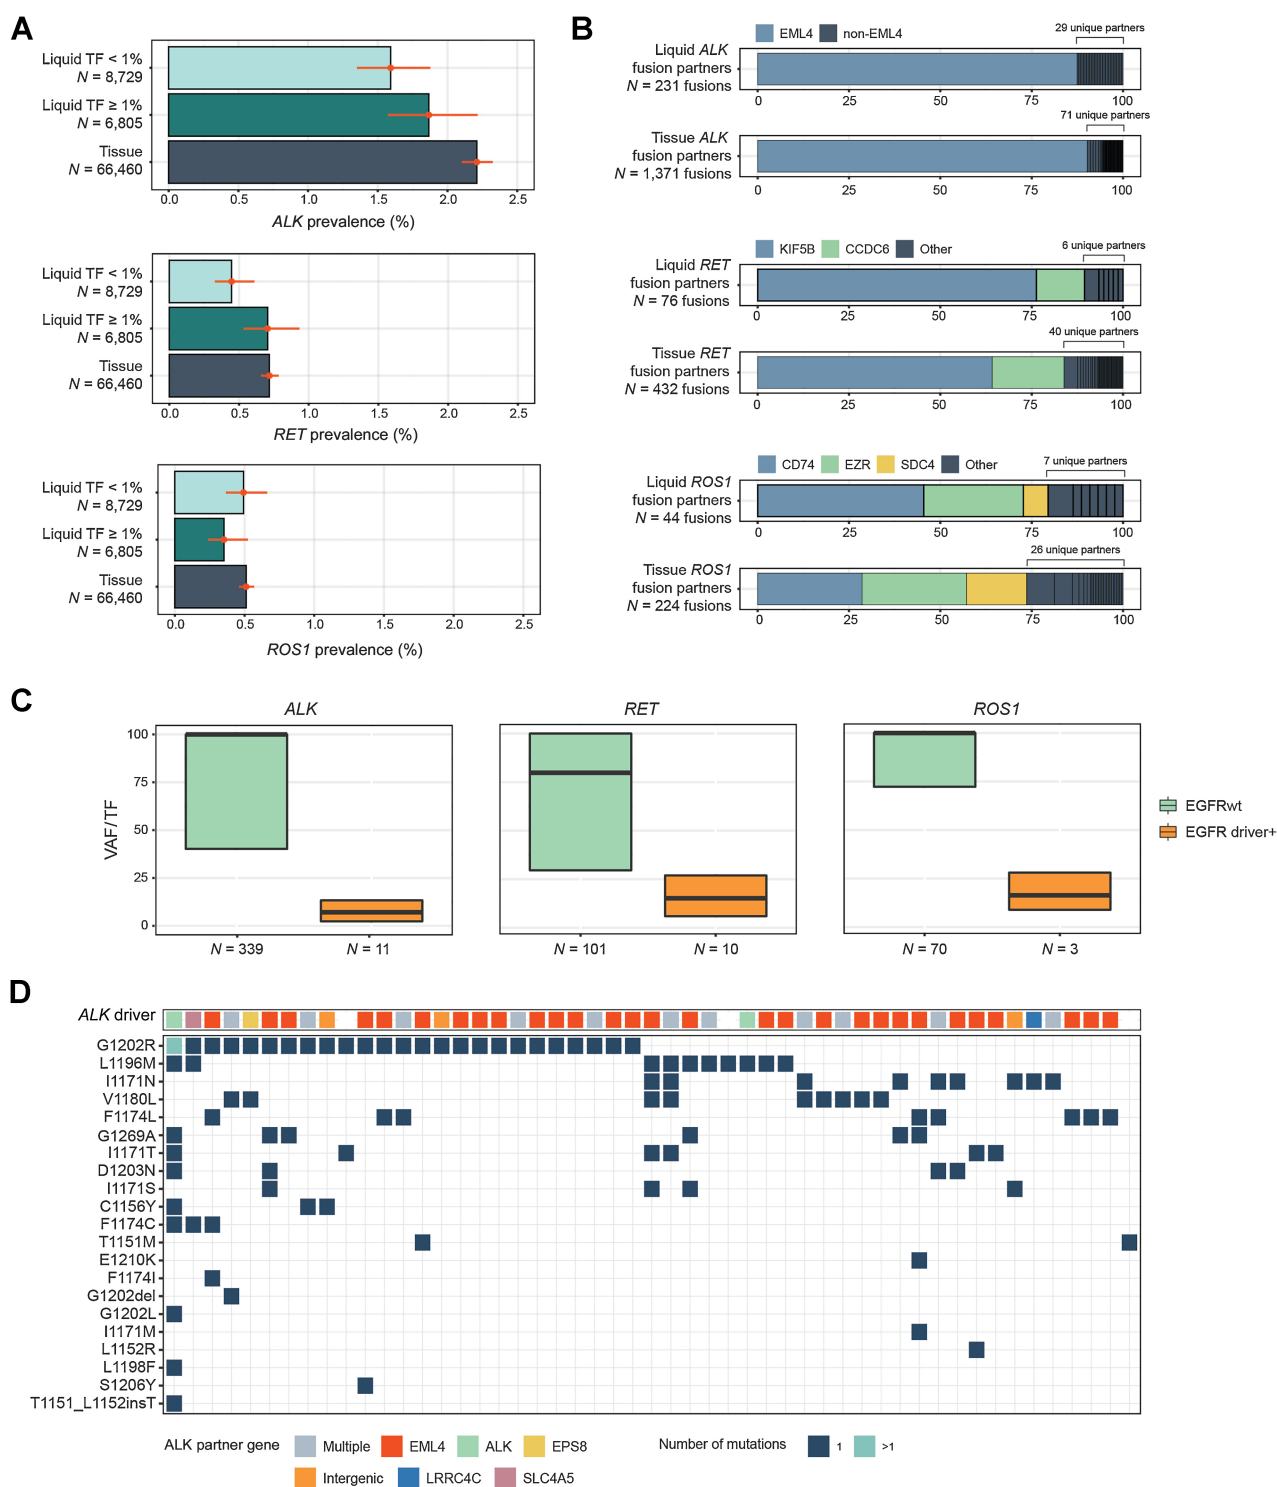 A
Liquid TF < 1%
N = 8,729
Liquid TF ≥ 1%
N = 6,805
Tissue
N = 66,460
0.0 0.5 1.0 1.5 2.0 2.5
ALK prevalence (%)
Liquid TF < 1%
N = 8,729
Liquid TF ≥ 1%
N = 6,805
Tissue
N = 66,460
0.0 0.5 1.0 1.5 2.0 2.5
RET prevalence (%)
Liquid TF < 1%
N = 8,729
Liquid TF ≥ 1%
N = 6,805
Tissue
N = 66,460
0.0 0.5 1.0 1.5 2.0 2.5
ROS1 prevalence (%)
B
EML4 non-EML4
29 unique partners
Liquid ALK
fusion partners
N = 231 fusions
0 25 50 75 100
71 unique partners
Tissue ALK
fusion partners
N = 1,371 fusions
0 25 50 75 100
KIF5B CCDC6 Other
6 unique partners
Liquid RET
fusion partners
N = 76 fusions
0 25 50 75 100
40 unique partners
Tissue RET
fusion partners
N = 432 fusions
0 25 50 75 100
CD74 EZR SDC4 Other
7 unique partners
Liquid ROS1
fusion partners
N = 44 fusions
0 25 50 75 100
26 unique partners
Tissue ROS1
fusion partners
N = 224 fusions
0 25 50 75 100
C
ALK RET ROS1
VAF/TF
100
75
50
25
0
N = 339 N = 11 N = 101 N = 10 N = 70 N = 3
EGFRwt
EGFR driver+
D
ALK driver
G1202R
L1196M
I1171N
V1180L
F1174L
G1269A
I1171T
D1203N
I1171S
C1156Y
F1174C
T1151M
E1210K
F1174I
G1202del
G1202L
I1171M
L1152R
L1198F
S1206Y
T1151_L1152insT
ALK partner gene Multiple EML4 ALK EPS8 Number of mutations 1 >1
Intergenic LRRC4C SLC4A5